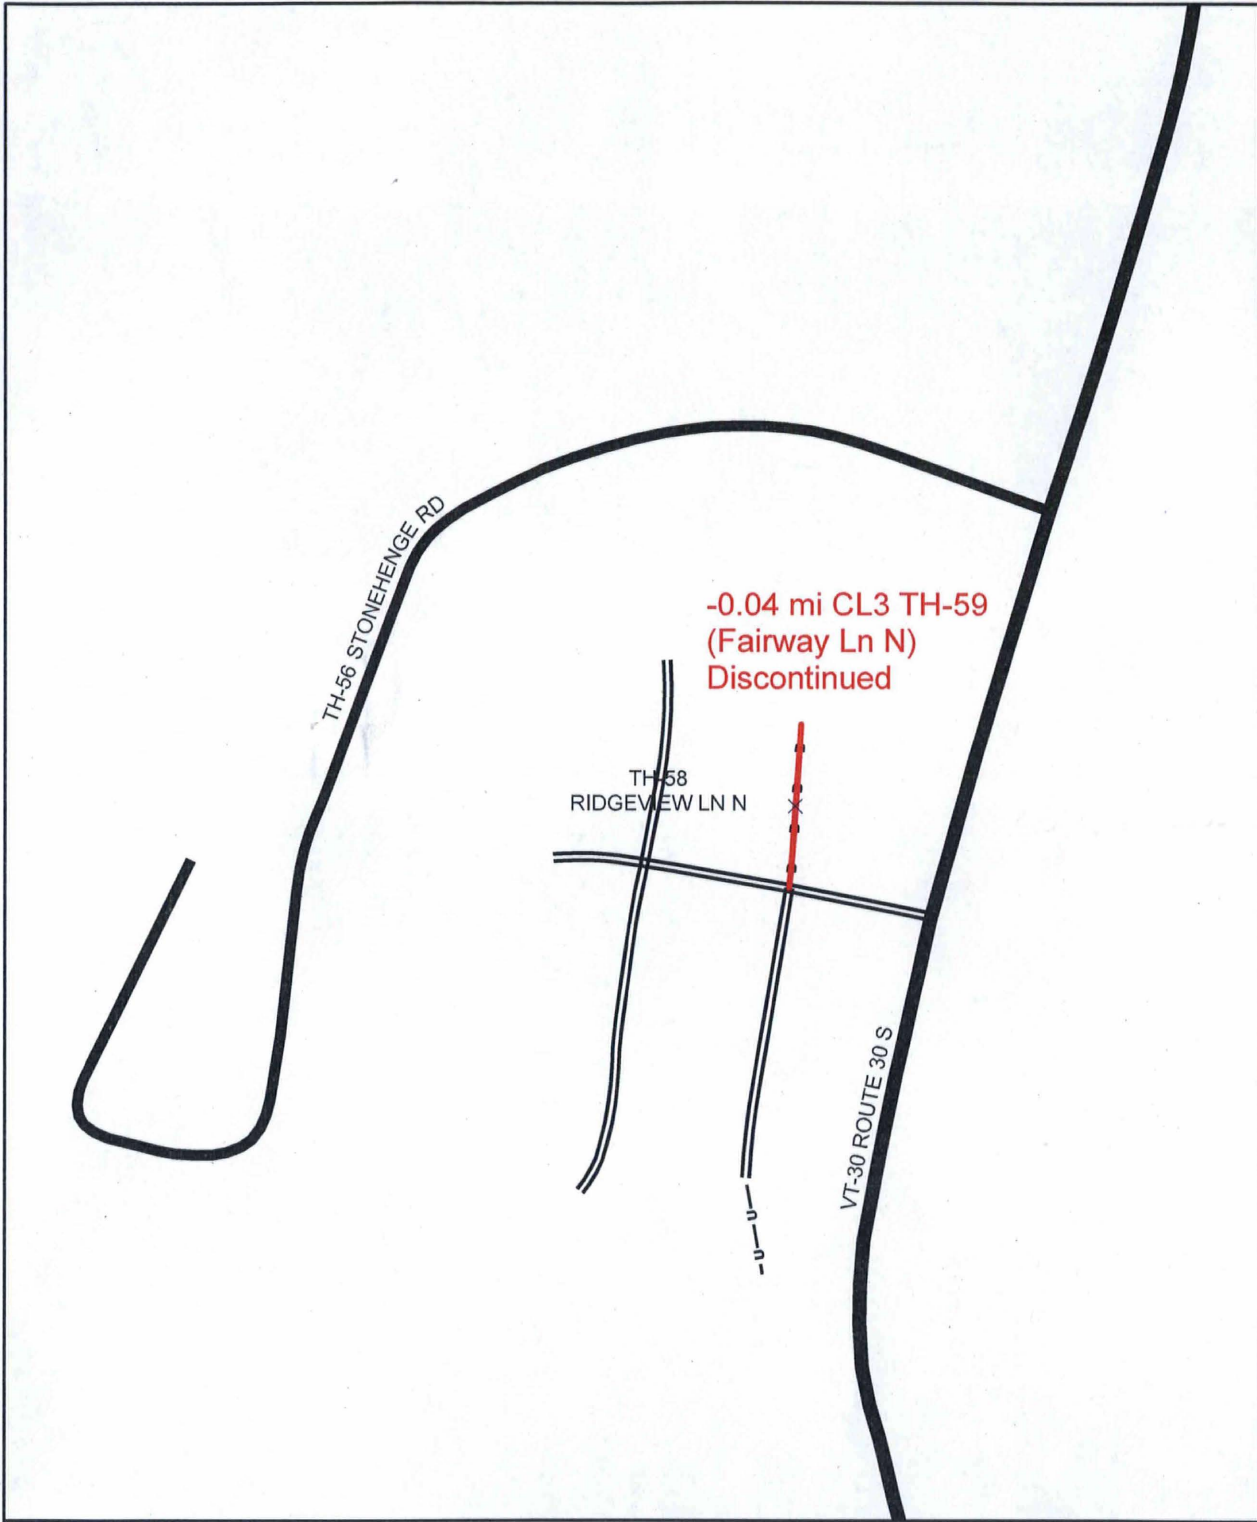 TH-56 STONEHENGE RD
-0.04 mi CL3 TH-59
(Fairway Ln N)
Discontinued
TH-58
RIDGEVIEW LN N
VT-30 ROUTE 30 S